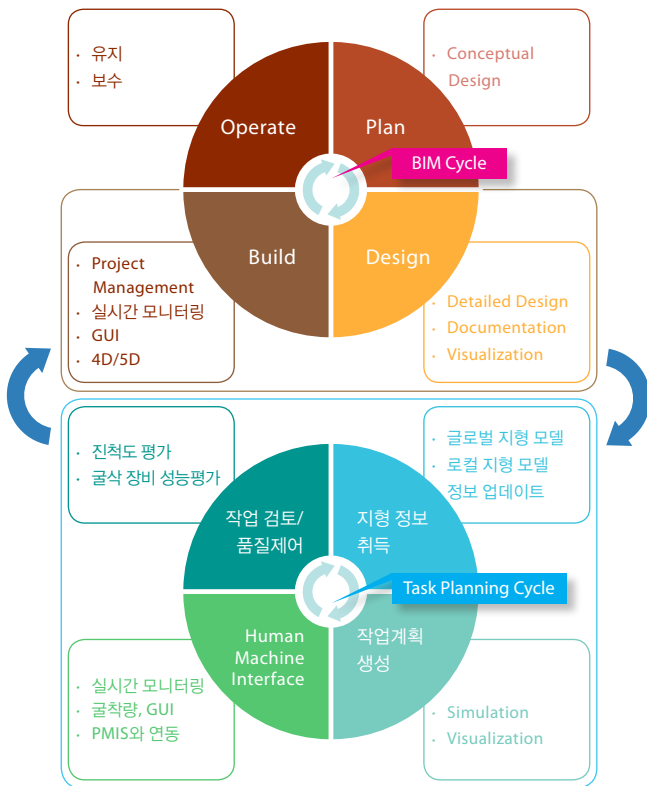 · 유지
· 보수
· Conceptual
Design
Operate
Plan
BIM Cycle
Build
Design
· Project
Management
· 실시간 모니터링
· GUI
· 4D/5D
· Detailed Design
· Documentation
· Visualization
· 진척도 평가
· 굴삭 장비 성능평가
· 글로벌 지형 모델
· 로컬 지형 모델
정보 업데이트
작업 검토/
품질제어
지형 정보
취득
Task Planning Cycle
Human
Machine
Interface
작업계획
생성
· 실시간 모니터링
· 굴착량, GUI
· PMIS와 연동
· Simulation
· Visualization